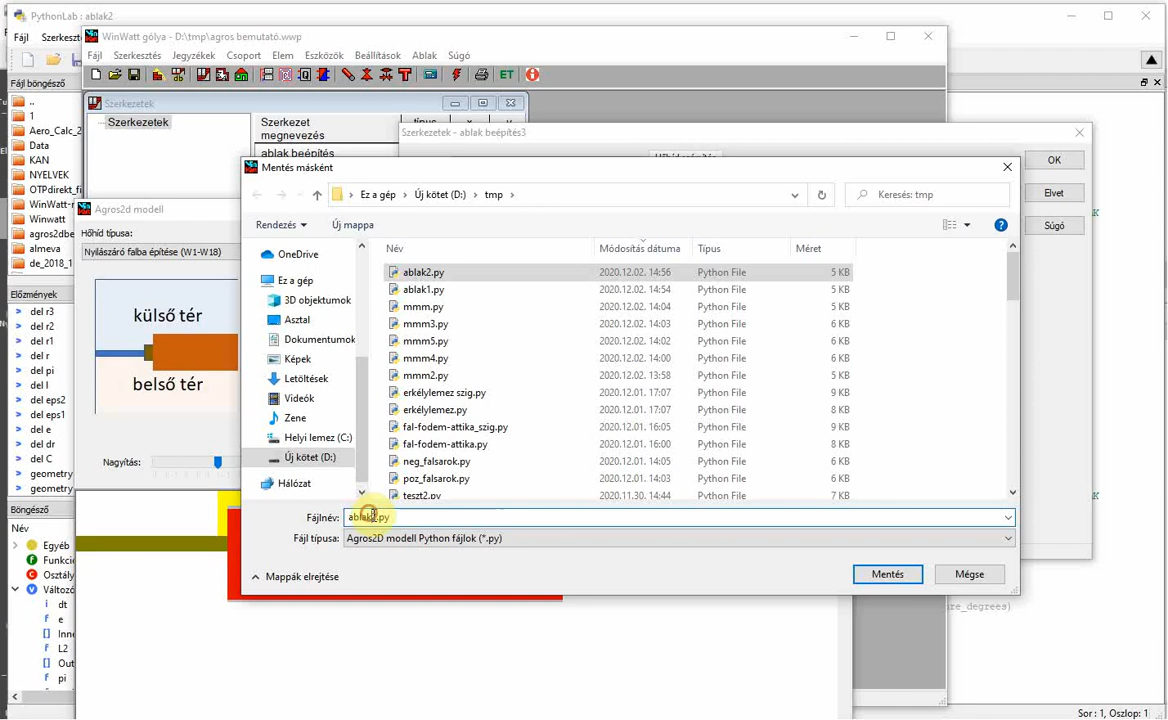 PythonLab : ablak2
Fájl
Szerkeszt
Fájl böngésző
..
1
Aero_Calc_2
Data
KAN
NYELVEK
OTPdirekt_fi
Winwatt
agros2dbe
almeva
de_2018_1
Előzmények
del r3
del r2
del r1
del r
del pi
del l
del eps2
del eps1
del e
del dr
del C
geometry
geometry
Böngésző
Név
Egyéb
Funkció
Osztály
Változó
i dt
f e
[] Inne
f L2
[] Out
f pi
WinWatt gólya - D:\tmp\agros bemutató.wwp
Fájl Szerkesztés Jegyzékek Csoport Elem Eszközök Beállítások Ablak Súgó
ET
Szerkezetek
Szerkezetek
Szerkezet megnevezés
típus x y
ablak beépítés
Szerkezetek - ablak beépítés3
OK
Elvet
Súgó
Agros2d modell
Hőhíd típusa:
Nyílászáró falba építése (W1-W18)
külső tér
belső tér
Nagyítás:
Mentés másként
Ez a gép › Új kötet (D:) › tmp ›
Keresés: tmp
Rendezés
Új mappa
OneDrive
Ez a gép
3D objektumok
Asztal
Dokumentumok
Képek
Letöltések
Videók
Zene
Helyi lemez (C:)
Új kötet (D:)
Hálózat
Név Módosítás dátuma Típus Méret
ablak2.py 2020.12.02. 14:56 Python File 5 KB
ablak1.py 2020.12.02. 14:54 Python File 5 KB
mmm.py 2020.12.02. 14:04 Python File 5 KB
mmm3.py 2020.12.02. 14:03 Python File 6 KB
mmm5.py 2020.12.02. 14:02 Python File 6 KB
mmm4.py 2020.12.02. 14:00 Python File 6 KB
mmm2.py 2020.12.02. 13:58 Python File 6 KB
erkélylemez szig.py 2020.12.01. 17:07 Python File 9 KB
erkélylemez.py 2020.12.01. 17:07 Python File 8 KB
fal-fodem-attika_szig.py 2020.12.01. 16:05 Python File 9 KB
fal-fodem-attika.py 2020.12.01. 16:00 Python File 8 KB
neg_falsarok.py 2020.12.01. 14:05 Python File 6 KB
poz_falsarok.py 2020.12.01. 14:03 Python File 6 KB
teszt2.py 2020.11.30. 14:44 Python File 7 KB
Fájlnév: ablak2.py
Fájl típusa: Agros2D modell Python fájlok (*.py)
Mappák elrejtése
Mentés
Mégse
ure_degrees)
Sor : 1, Oszlop: 1